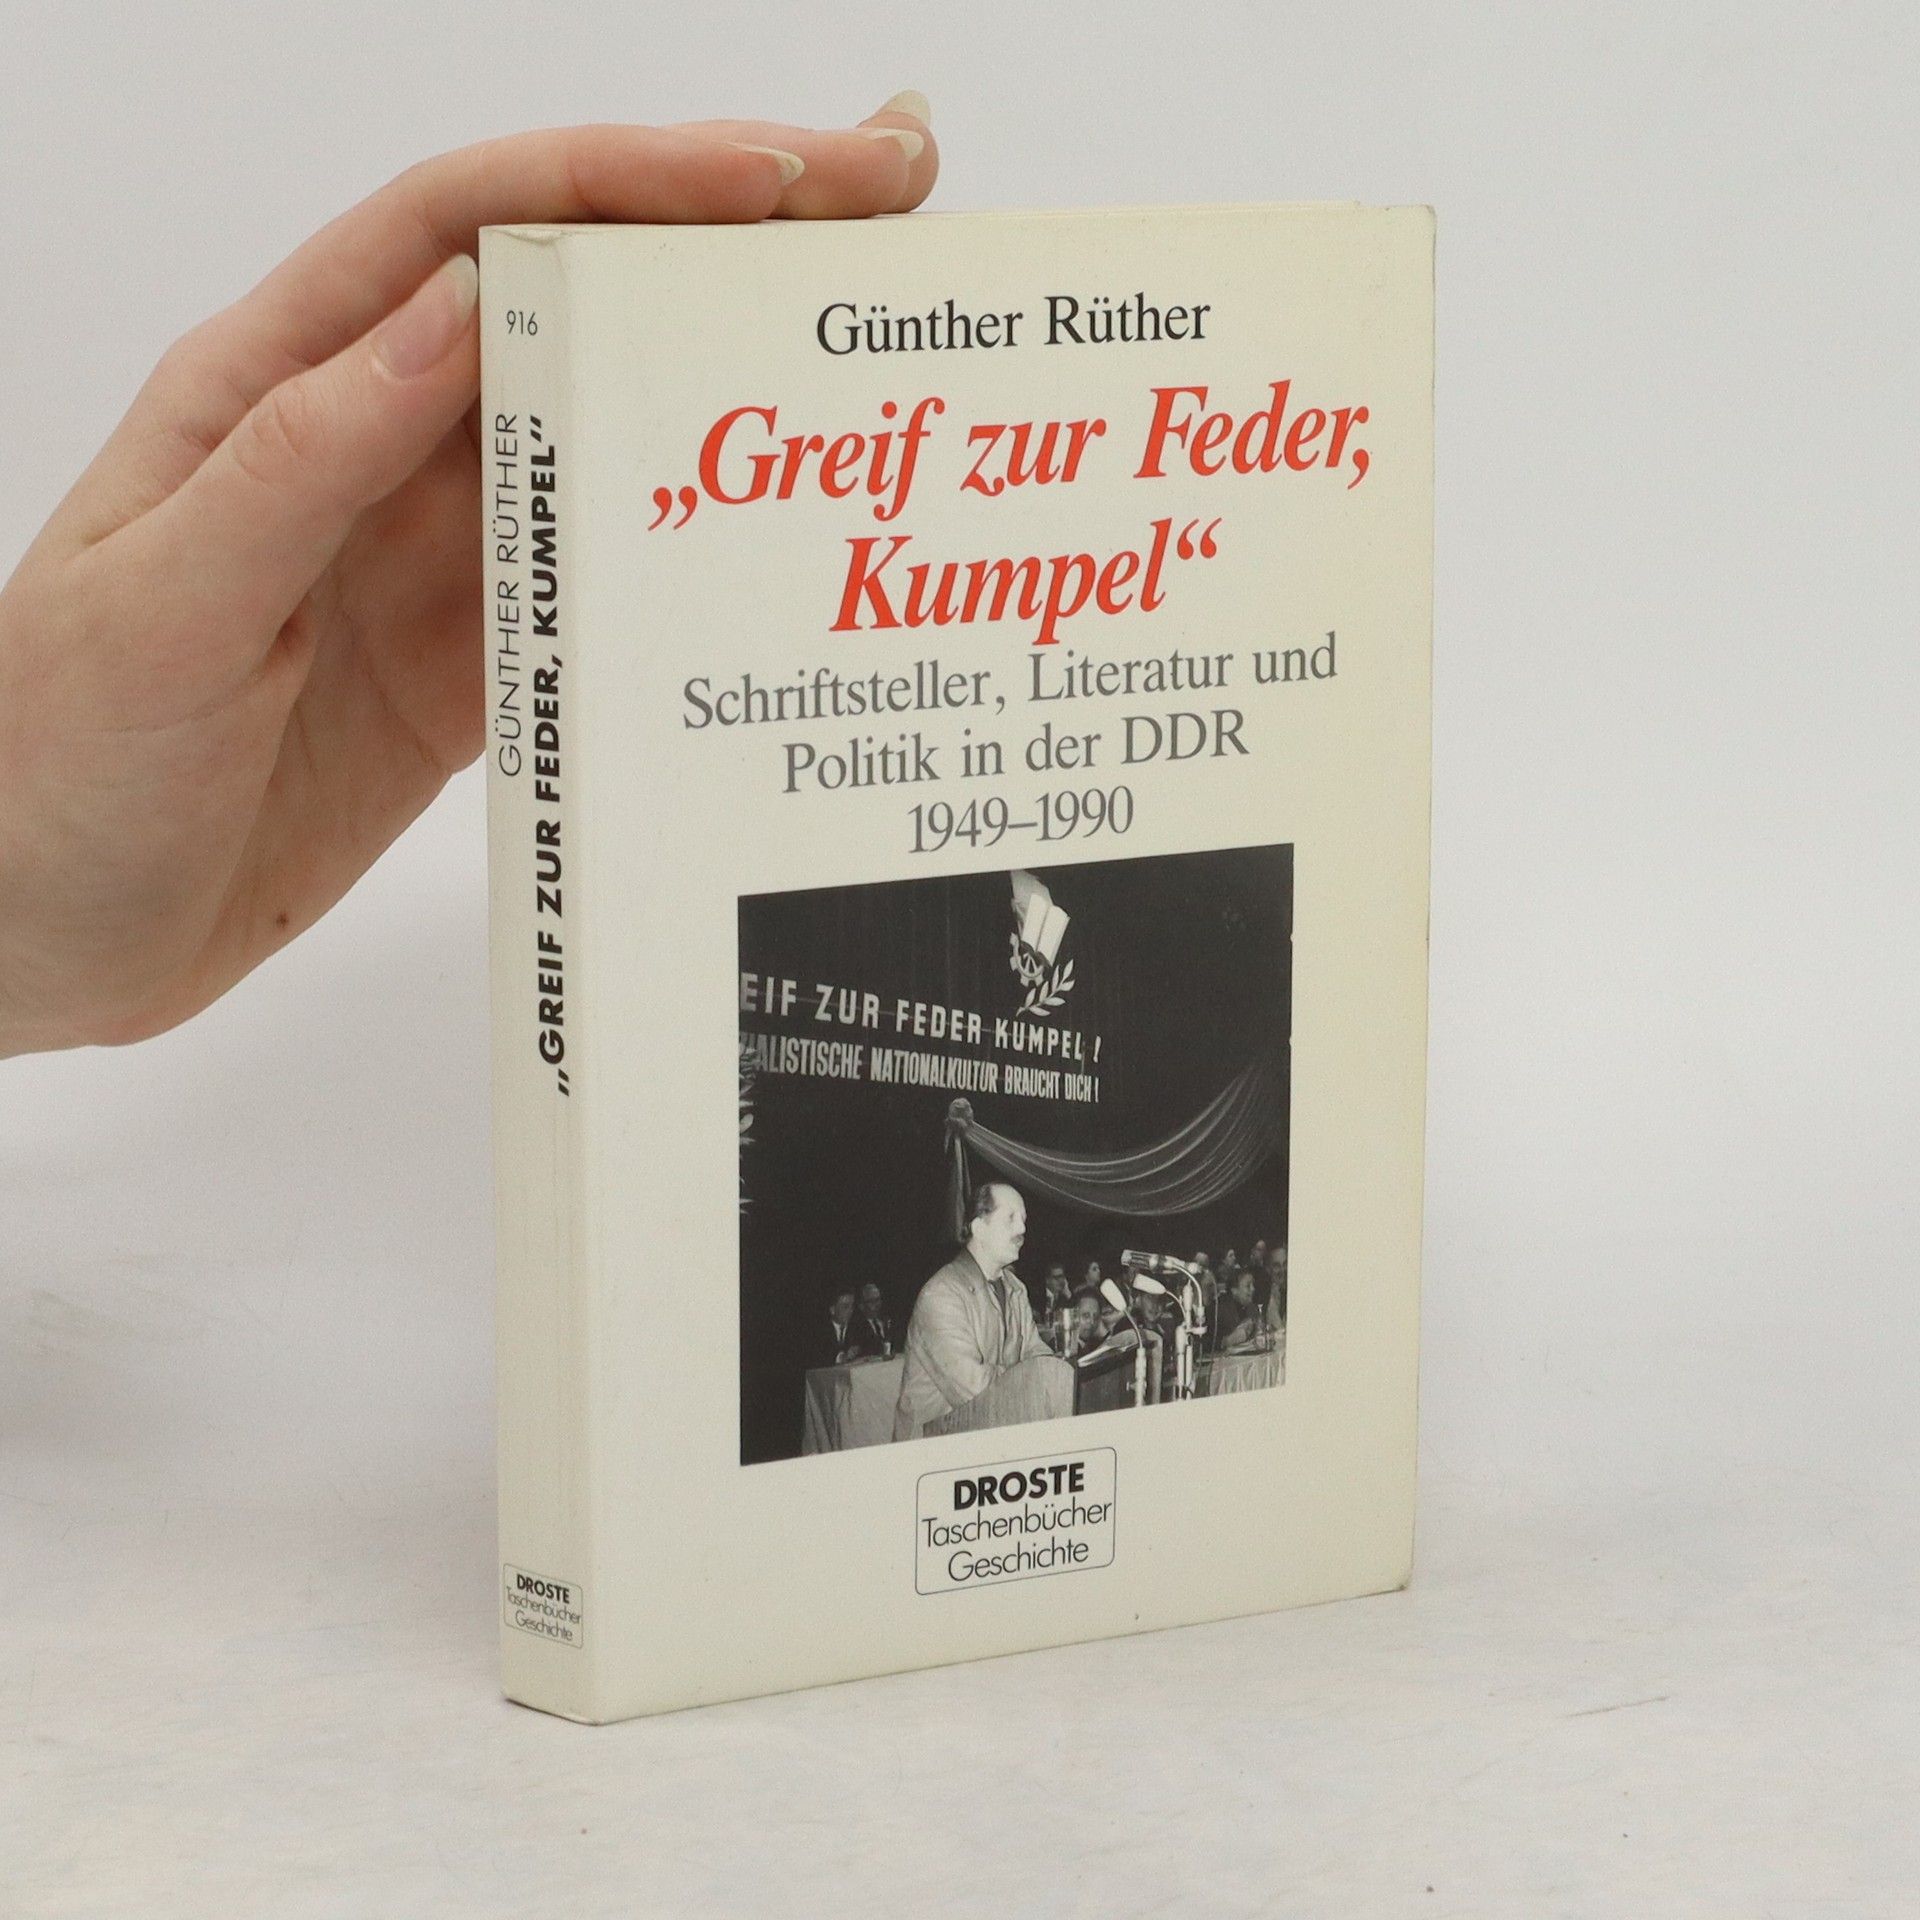 916
GÜNTHER RÜTHER
„GREIF ZUR FEDER, KUMPEL“
DROSTE
Taschenbücher
Geschichte
Günther Rüther
„Greif zur Feder,
Kumpel“
Schriftsteller, Literatur und
Politik in der DDR
1949–1990
EIF ZUR FEDER KUMPEL!
ALISTISCHE NATIONALKULTUR BRAUCHT DICH!
DROSTE
Taschenbücher
Geschichte